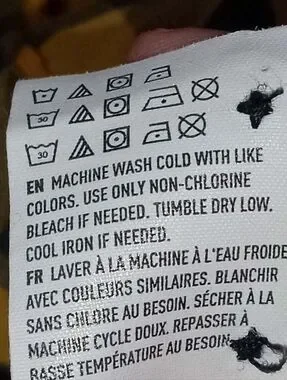 30
30
EN MACHINE WASH COLD WITH LIKE
COLORS. USE ONLY NON-CHLORINE
BLEACH IF NEEDED. TUMBLE DRY LOW.
COOL IRON IF NEEDED.
FR LAVER À LA MACHINE À L'EAU FROIDE
AVEC COULEURS SIMILAIRES. BLANCHIR
SANS CHLORE AU BESOIN. SÉCHER À LA
MACHINE CYCLE DOUX. REPASSER À
BASSE TEMPÉRATURE AU BESOIN.